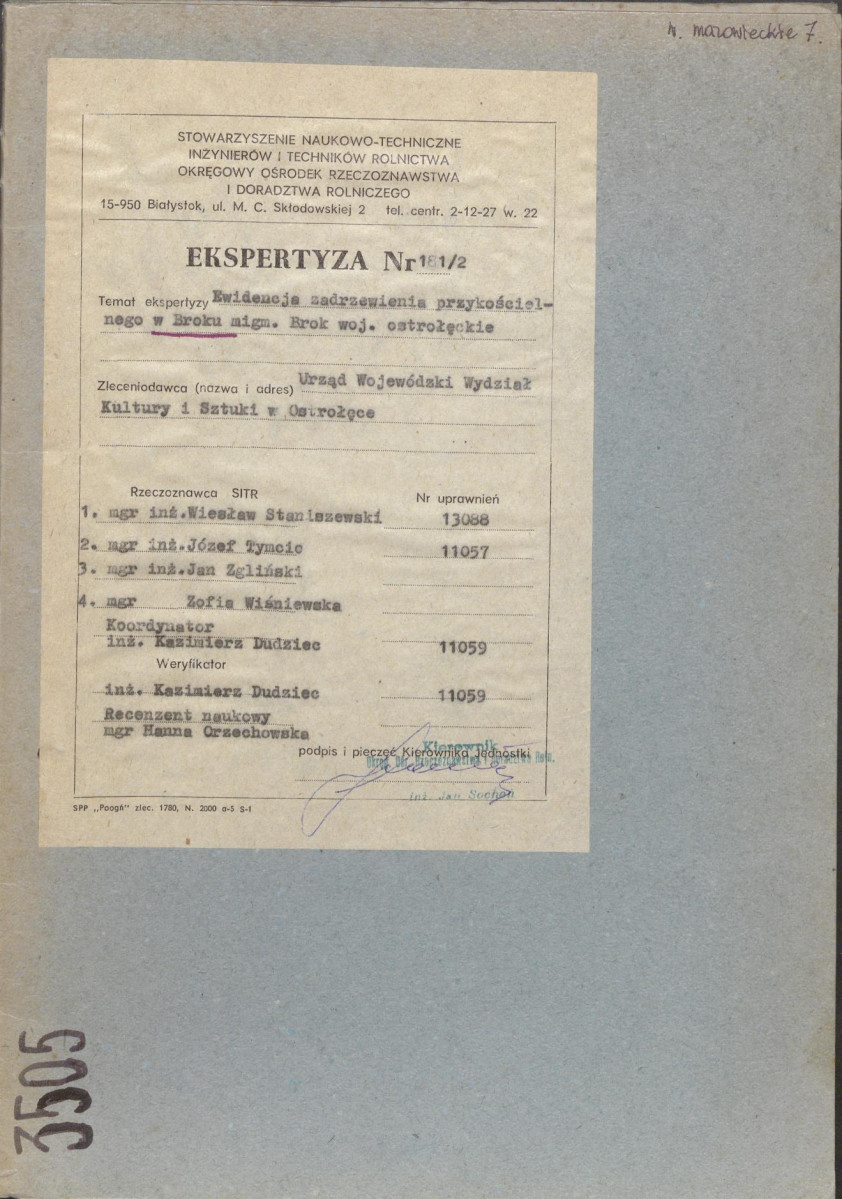 w. mazowieckie 7.
STOWARZYSZENIE NAUKOWO-TECHNICZNE
INŻYNIERÓW I TECHNIKÓW ROLNICTWA
OKRĘGOWY OŚRODEK RZECZOZNAWSTWA
I DORADZTWA ROLNICZEGO
15-950 Białystok, ul. M. C. Skłodowskiej 2 tel. centr. 2-12-27 w. 22
EKSPERTYZA Nr 181/2
Temat ekspertyzy Ewidencja zadrzewienia przykościel-
nego w Broku m i gm. Brok woj. ostrołęckie
Zleceniodawca (nazwa i adres) Urząd Wojewódski Wydział
Kultury i Sztuki w Ostrołęce
Rzeczoznawca SITR Nr uprawnień
1. mgr inż. Wiesław Staniszewski 13088
2. mgr inż. Józef Tymcio 11057
3. mgr inż. Jan Zgliński
4. mgr Zofia Wiśniewska
Koordynator
inż. Kazimierz Dudziec 11059
Weryfikator
inż. Kazimierz Dudziec 11059
Recenzent naukowy
mgr Hanna Orzechowska
podpis i pieczęć Kierownika Jednostki
Kierownik
inż. Jan Sochoń
SPP „Poogń" zlec. 1780, N. 2000 a-5 S-I
3505